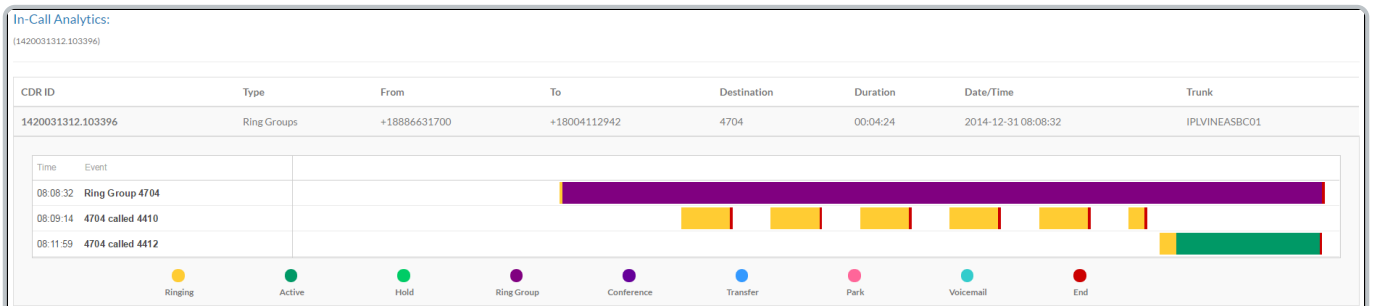 In-Call Analytics:
(1420031312.103396)
CDR ID Type From To Destination Duration Date/Time Trunk
1420031312.103396 Ring Groups +18886631700 +18004112942 4704 00:04:24 2014-12-31 08:08:32 IPLVINEASBC01
Time Event
08:08:32 Ring Group 4704
08:09:14 4704 called 4410
08:11:59 4704 called 4412
Ringing Active Hold Ring Group Conference Transfer Park Voicemail End